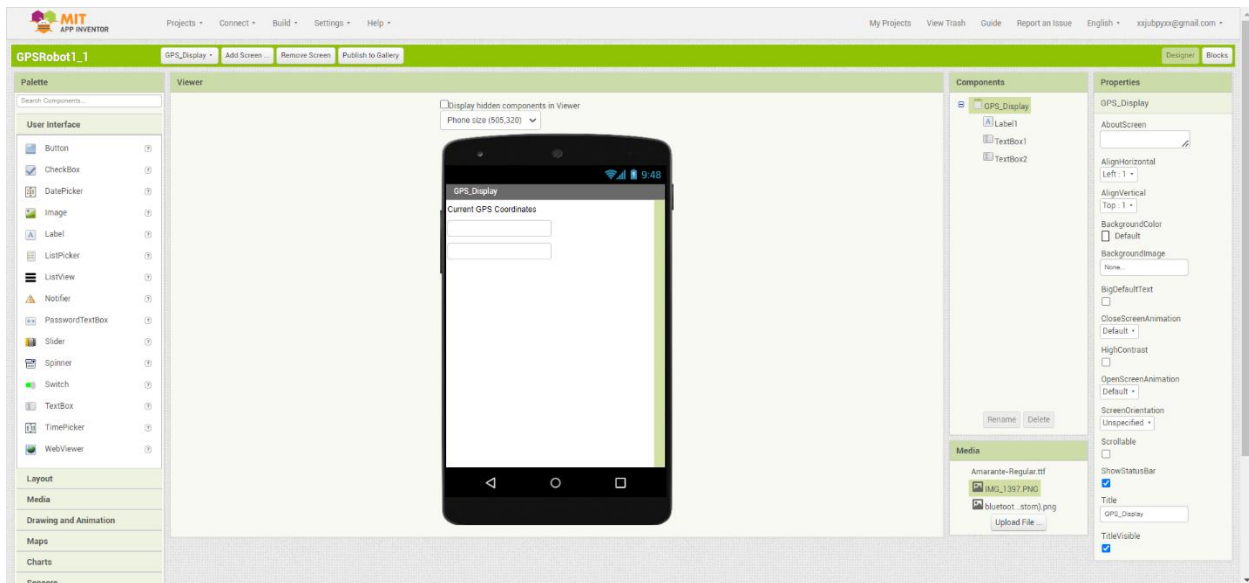 MIT
APP INVENTOR
Projects Connect Build Settings Help
My Projects View Trash Guide Report an Issue English xxjubpyxx@gmail.com
GPSRobot1_1
GPS_Display Add Screen ... Remove Screen Publish to Gallery
Designer Blocks
Palette
Search Components...
User Interface
Button
CheckBox
DatePicker
Image
Label
ListPicker
ListView
Notifier
PasswordTextBox
Slider
Spinner
Switch
TextBox
TimePicker
WebViewer
Layout
Media
Drawing and Animation
Maps
Charts
Sensors
Viewer
Display hidden components in Viewer
Phone size (505,320)
9:48
GPS_Display
Current GPS Coordinates
Components
GPS_Display
Label1
TextBox1
TextBox2
Rename Delete
Media
Amarante-Regular.ttf
IMG_1397.PNG
bluetoot...stom).png
Upload File ...
Properties
GPS_Display
AboutScreen
AlignHorizontal
Left : 1
AlignVertical
Top : 1
BackgroundColor
Default
BackgroundImage
None...
BigDefaultText
CloseScreenAnimation
Default
HighContrast
OpenScreenAnimation
Default
ScreenOrientation
Unspecified
Scrollable
ShowStatusBar
Title
GPS_Display
TitleVisible